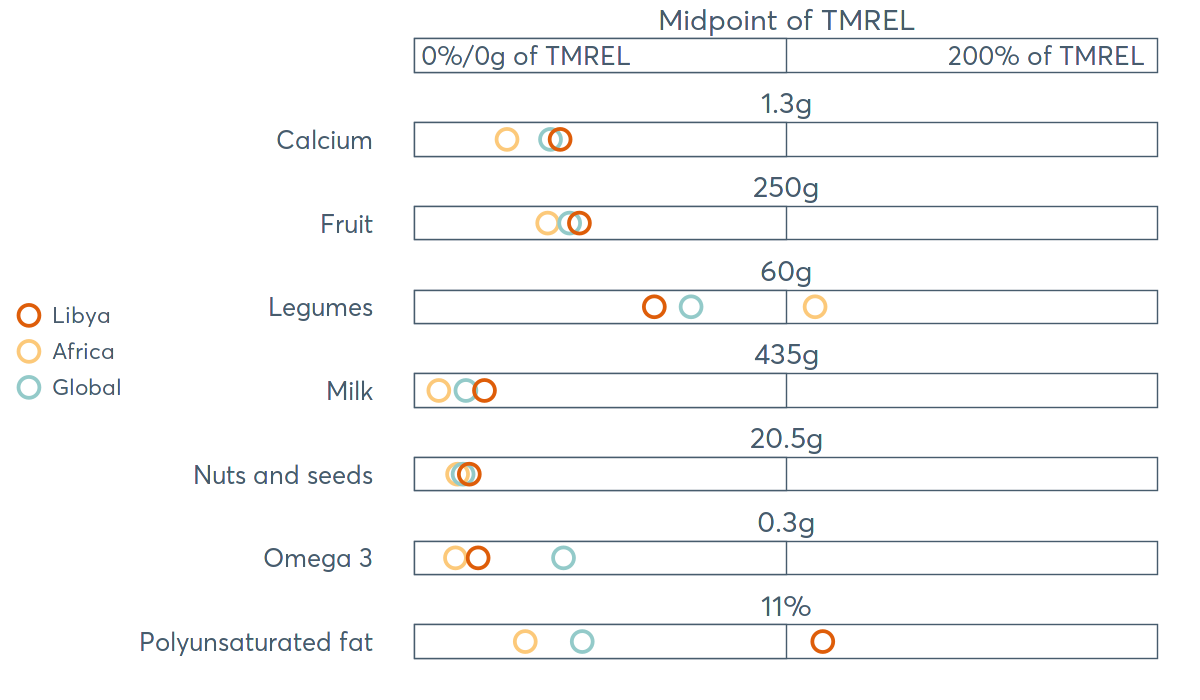 Midpoint of TMREL
0%/0g of TMREL
200% of TMREL
1.3g
Calcium
250g
Fruit
60g
Legumes
Libya
Africa
Global
435g
Milk
20.5g
Nuts and seeds
0.3g
Omega 3
11%
Polyunsaturated fat